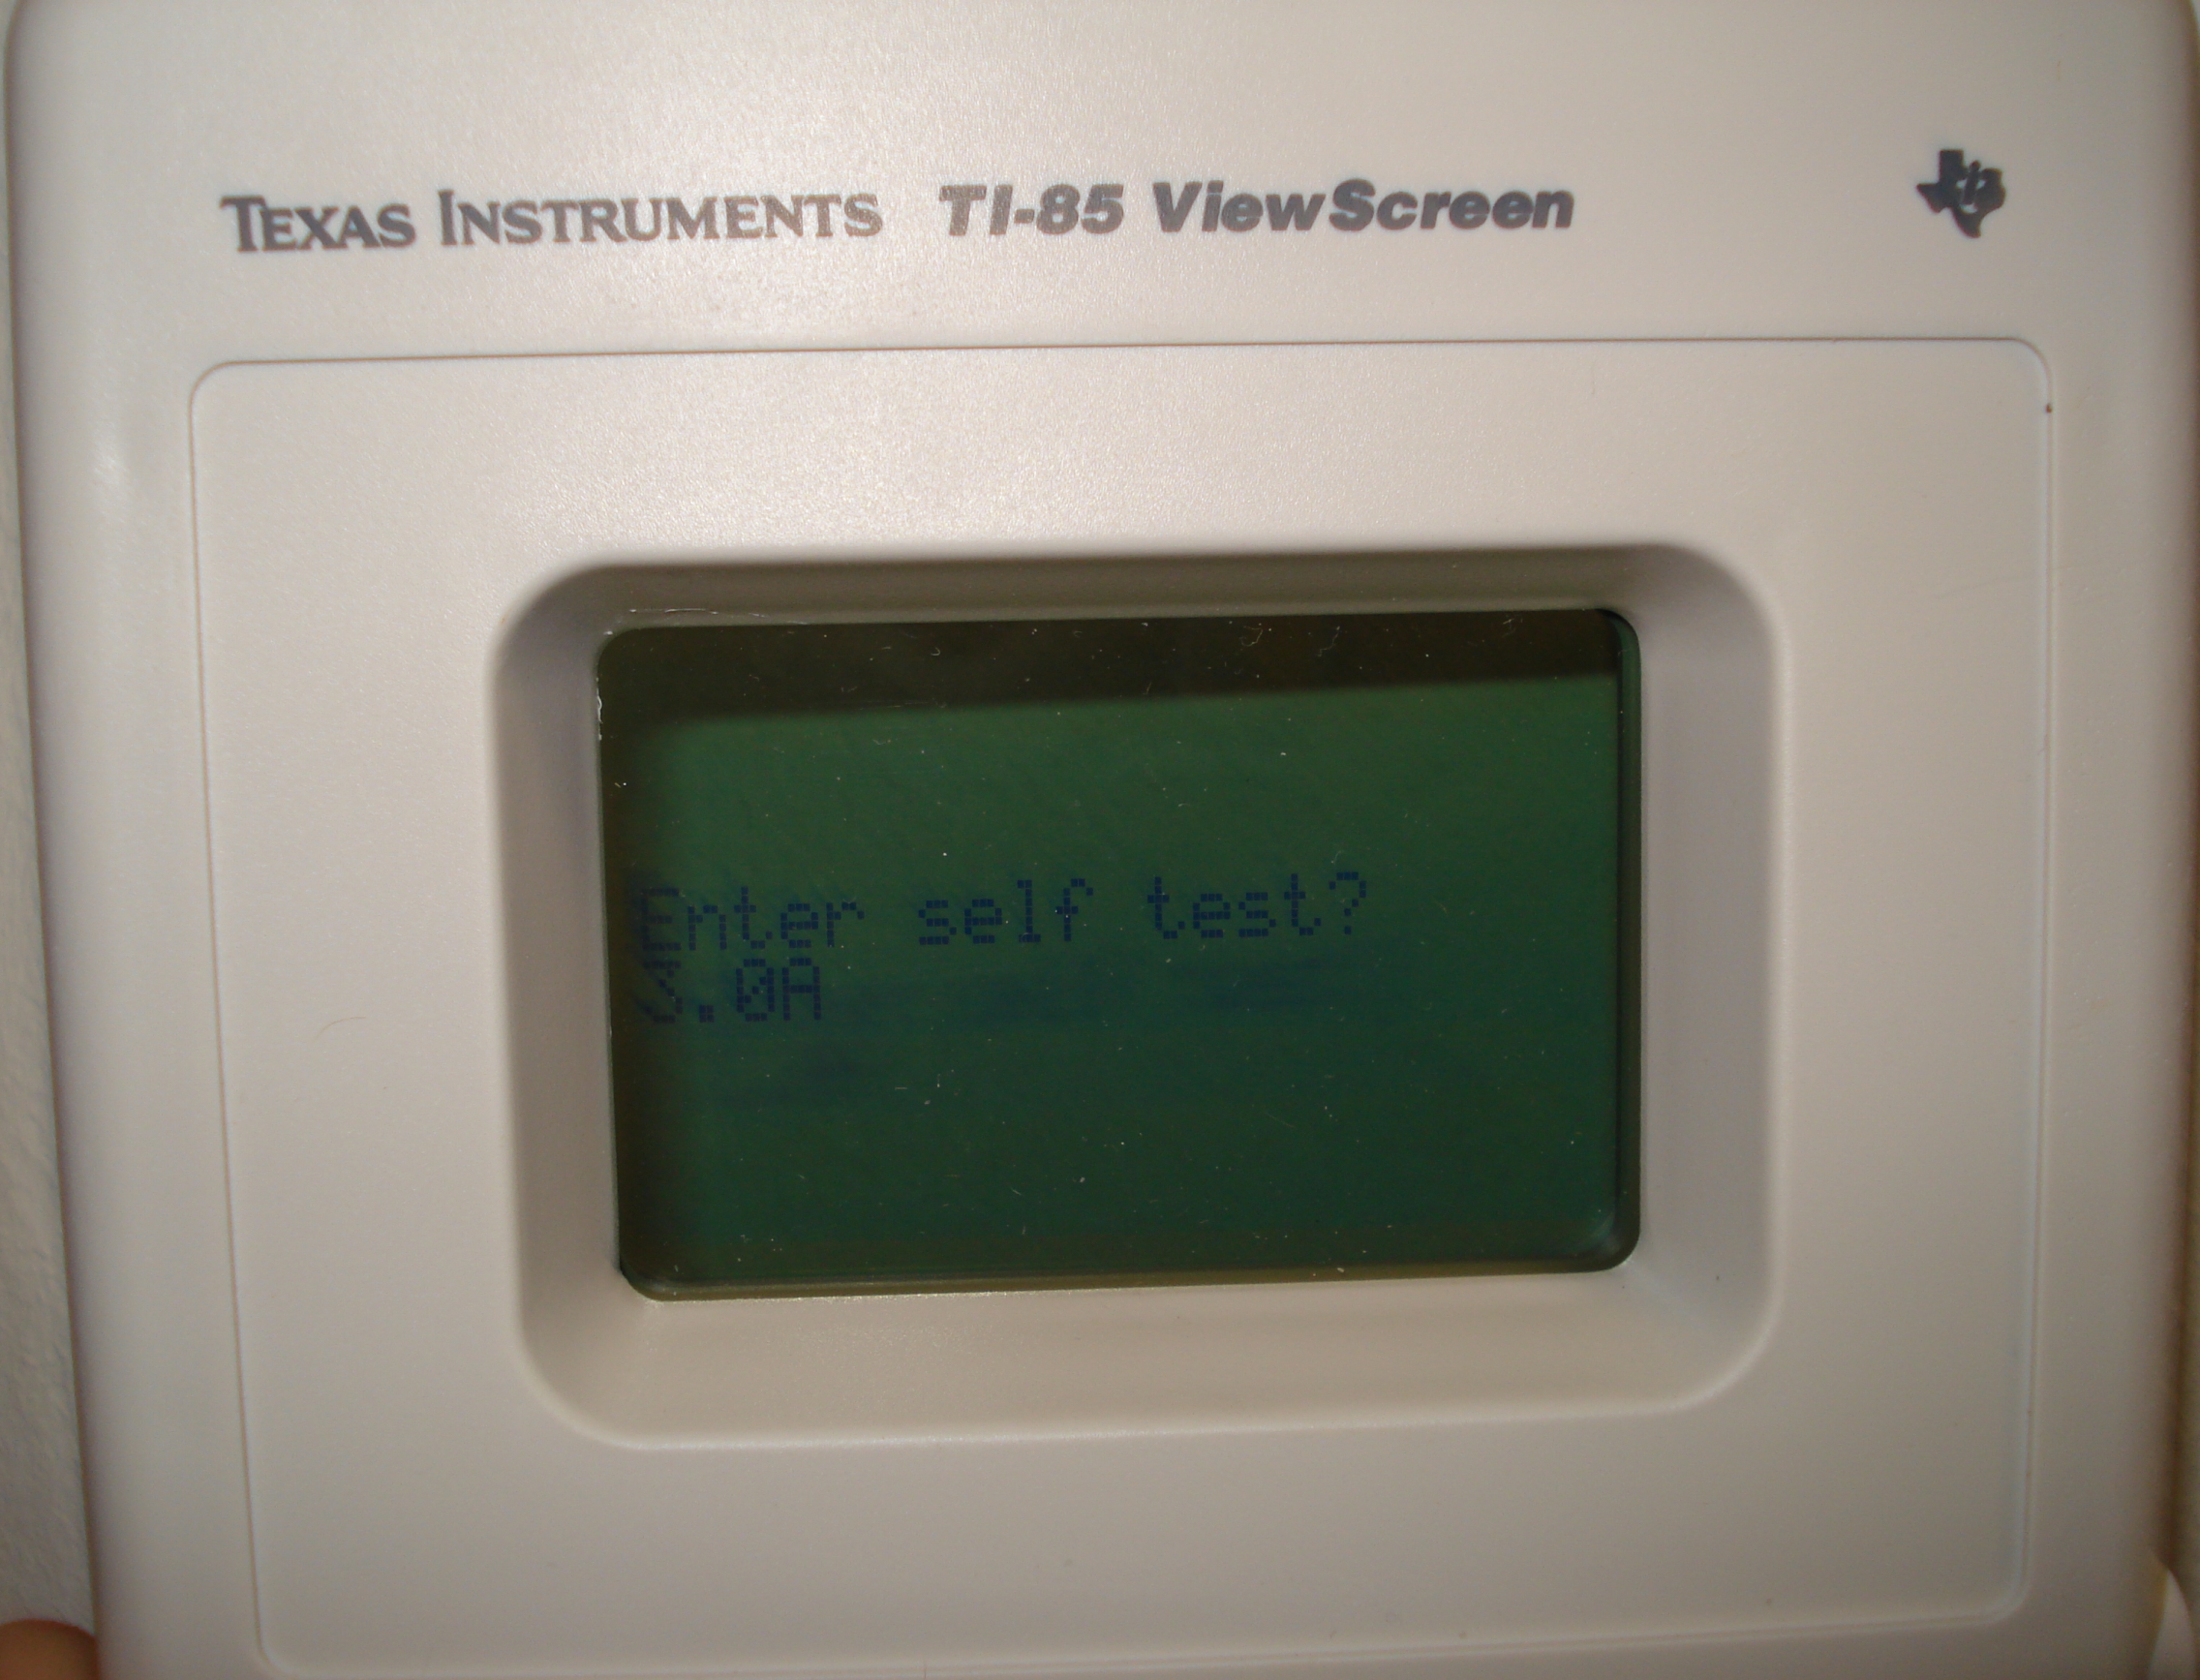 TEXAS INSTRUMENTS TI-85 ViewScreen
Enter self test?
3.0A